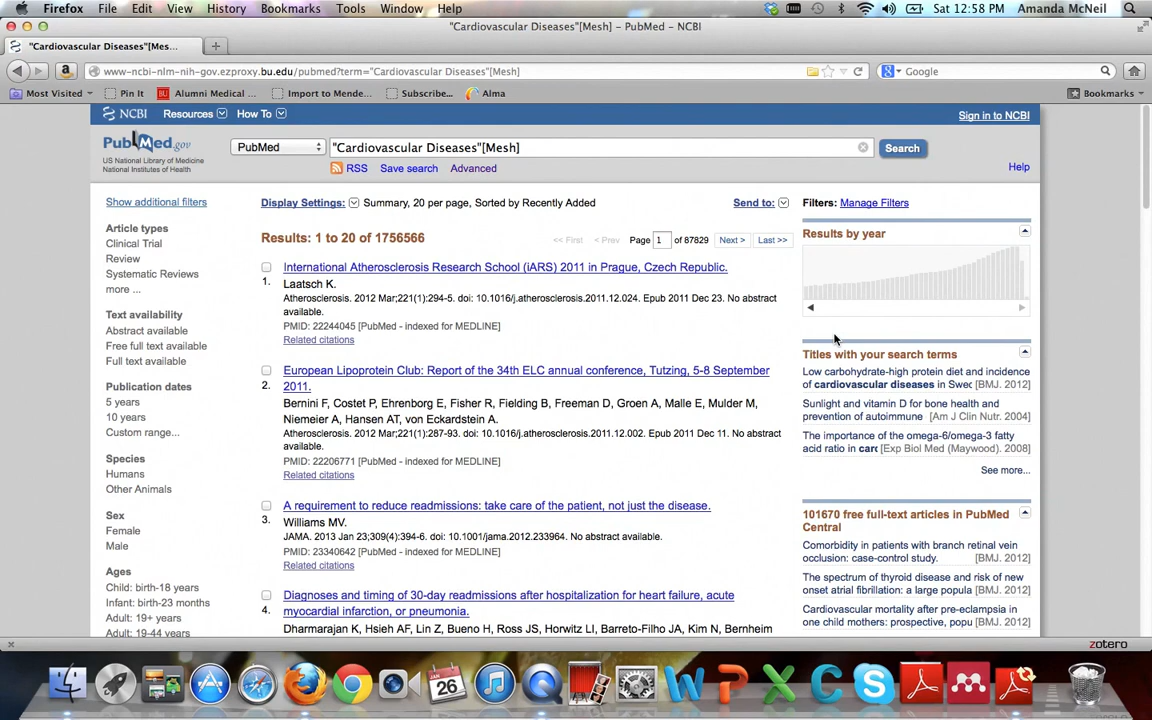 Firefox File Edit View History Bookmarks Tools Window Help Sat 12:58 PM Amanda McNeil
"Cardiovascular Diseases"[Mesh] – PubMed – NCBI
"Cardiovascular Diseases"[Mes... +
www-ncbi-nlm-nih-gov.ezproxy.bu.edu/pubmed?term="Cardiovascular Diseases"[Mesh] Google
Most Visited Pin It Alumni Medical ... Import to Mende... Subscribe... Alma Bookmarks
NCBI Resources How To Sign in to NCBI
PubMed.gov
US National Library of Medicine
National Institutes of Health
PubMed "Cardiovascular Diseases"[Mesh] Search
RSS Save search Advanced Help
Show additional filters
Article types
Clinical Trial
Review
Systematic Reviews
more ...
Text availability
Abstract available
Free full text available
Full text available
Publication dates
5 years
10 years
Custom range...
Species
Humans
Other Animals
Sex
Female
Male
Ages
Child: birth-18 years
Infant: birth-23 months
Adult: 19+ years
Adult: 19-44 years
Display Settings: Summary, 20 per page, Sorted by Recently Added Send to:
Results: 1 to 20 of 1756566 << First < Prev Page 1 of 87829 Next > Last >>
International Atherosclerosis Research School (iARS) 2011 in Prague, Czech Republic.
1. Laatsch K.
Atherosclerosis. 2012 Mar;221(1):294-5. doi: 10.1016/j.atherosclerosis.2011.12.024. Epub 2011 Dec 23. No abstract
available.
PMID: 22244045 [PubMed - indexed for MEDLINE]
Related citations
European Lipoprotein Club: Report of the 34th ELC annual conference, Tutzing, 5-8 September
2. 2011.
Bernini F, Costet P, Ehrenborg E, Fisher R, Fielding B, Freeman D, Groen A, Malle E, Mulder M,
Niemeier A, Hansen AT, von Eckardstein A.
Atherosclerosis. 2012 Mar;221(1):287-93. doi: 10.1016/j.atherosclerosis.2011.12.002. Epub 2011 Dec 11. No abstract
available.
PMID: 22206771 [PubMed - indexed for MEDLINE]
Related citations
A requirement to reduce readmissions: take care of the patient, not just the disease.
3. Williams MV.
JAMA. 2013 Jan 23;309(4):394-6. doi: 10.1001/jama.2012.233964. No abstract available.
PMID: 23340642 [PubMed - indexed for MEDLINE]
Related citations
Diagnoses and timing of 30-day readmissions after hospitalization for heart failure, acute
4. myocardial infarction, or pneumonia.
Dharmarajan K, Hsieh AF, Lin Z, Bueno H, Ross JS, Horwitz LI, Barreto-Filho JA, Kim N, Bernheim
Filters: Manage Filters
Results by year
Titles with your search terms
Low carbohydrate-high protein diet and incidence
of cardiovascular diseases in Swec [BMJ. 2012]
Sunlight and vitamin D for bone health and
prevention of autoimmune [Am J Clin Nutr. 2004]
The importance of the omega-6/omega-3 fatty
acid ratio in card [Exp Biol Med (Maywood). 2008]
See more...
101670 free full-text articles in PubMed
Central
Comorbidity in patients with branch retinal vein
occlusion: case-control study. [BMJ. 2012]
The spectrum of thyroid disease and risk of new
onset atrial fibrillation: a large popula [BMJ. 2012]
Cardiovascular mortality after pre-eclampsia in
one child mothers: prospective, popu [BMJ. 2012]
zotero
JAN
26